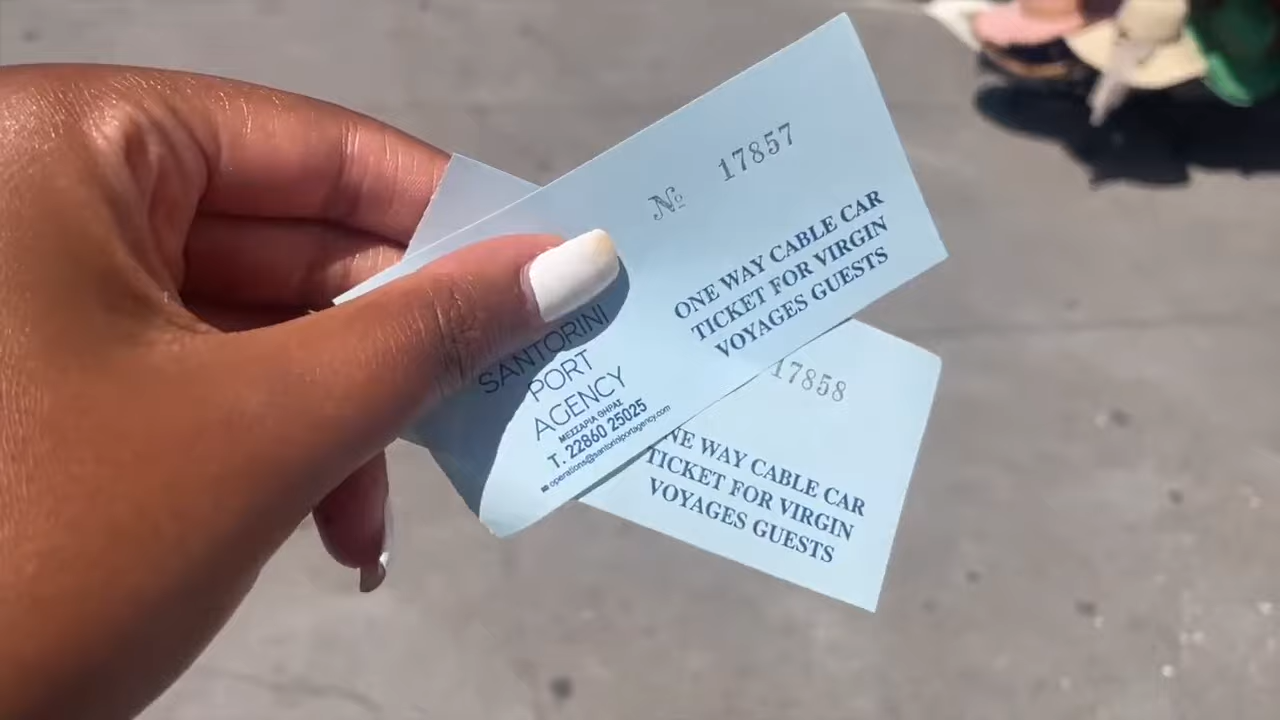 Nº 17857
ONE WAY CABLE CAR
TICKET FOR VIRGIN
VOYAGES GUESTS
SANTORINI
PORT
AGENCY
ΜΕΣΣΑΡΙΑ ΘΗΡΑΣ
T. 22860 25025
operations@santoriniportagency.com
17858
NE WAY CABLE CAR
TICKET FOR VIRGIN
VOYAGES GUESTS